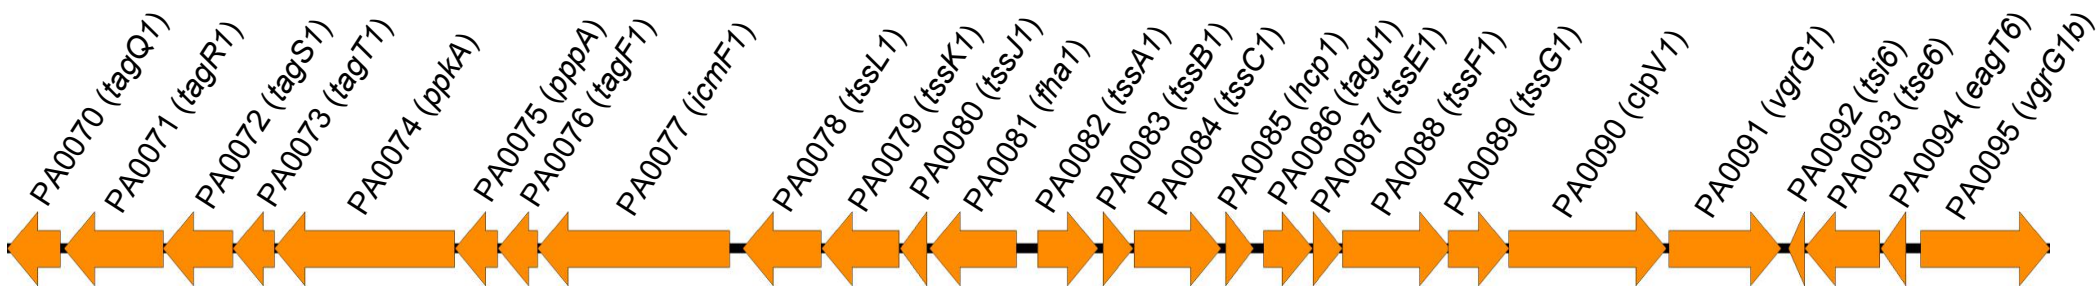 PA0070 (tagQ1)
PA0071 (tagR1)
PA0072 (tagS1)
PA0073 (tagT1)
PA0074 (ppkA)
PA0075 (pppA)
PA0076 (tagF1)
PA0077 (icmF1)
PA0078 (tssL1)
PA0079 (tssK1)
PA0080 (tssJ1)
PA0081 (fha1)
PA0082 (tssA1)
PA0083 (tssB1)
PA0084 (tssC1)
PA0085 (hcp1)
PA0086 (tagJ1)
PA0087 (tssE1)
PA0088 (tssF1)
PA0089 (tssG1)
PA0090 (clpV1)
PA0091 (vgrG1)
PA0092 (tsi6)
PA0093 (tse6)
PA0094 (eagT6)
PA0095 (vgrG1b)